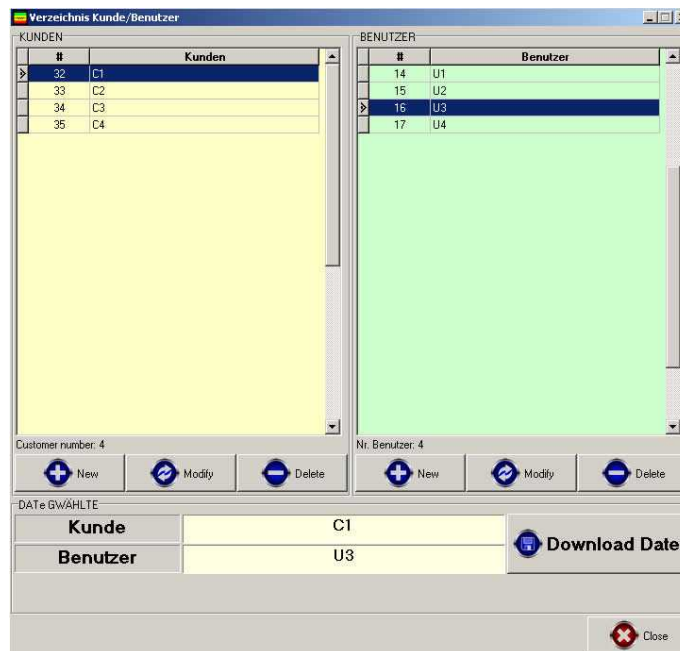 Verzeichnis Kunde/Benutzer
KUNDEN
# Kunden
32 C1
33 C2
34 C3
35 C4
Customer number: 4
New Modify Delete
BENUTZER
# Benutzer
14 U1
15 U2
16 U3
17 U4
Nr. Benutzer: 4
New Modify Delete
DATe GWÄHLTE
Kunde C1
Benutzer U3
Download Date
Close